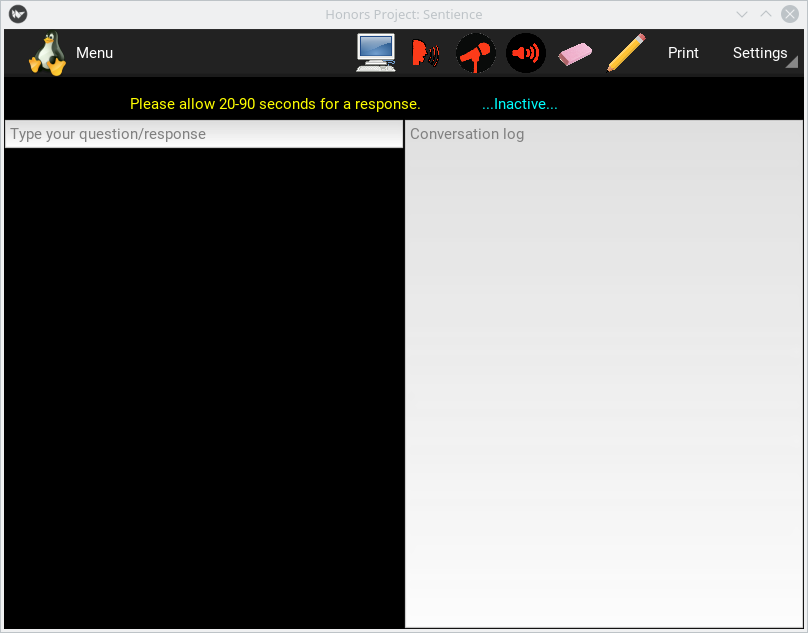 Honors Project: Sentience
Menu Print Settings
Please allow 20-90 seconds for a response. ...Inactive...
Type your question/response
Conversation log